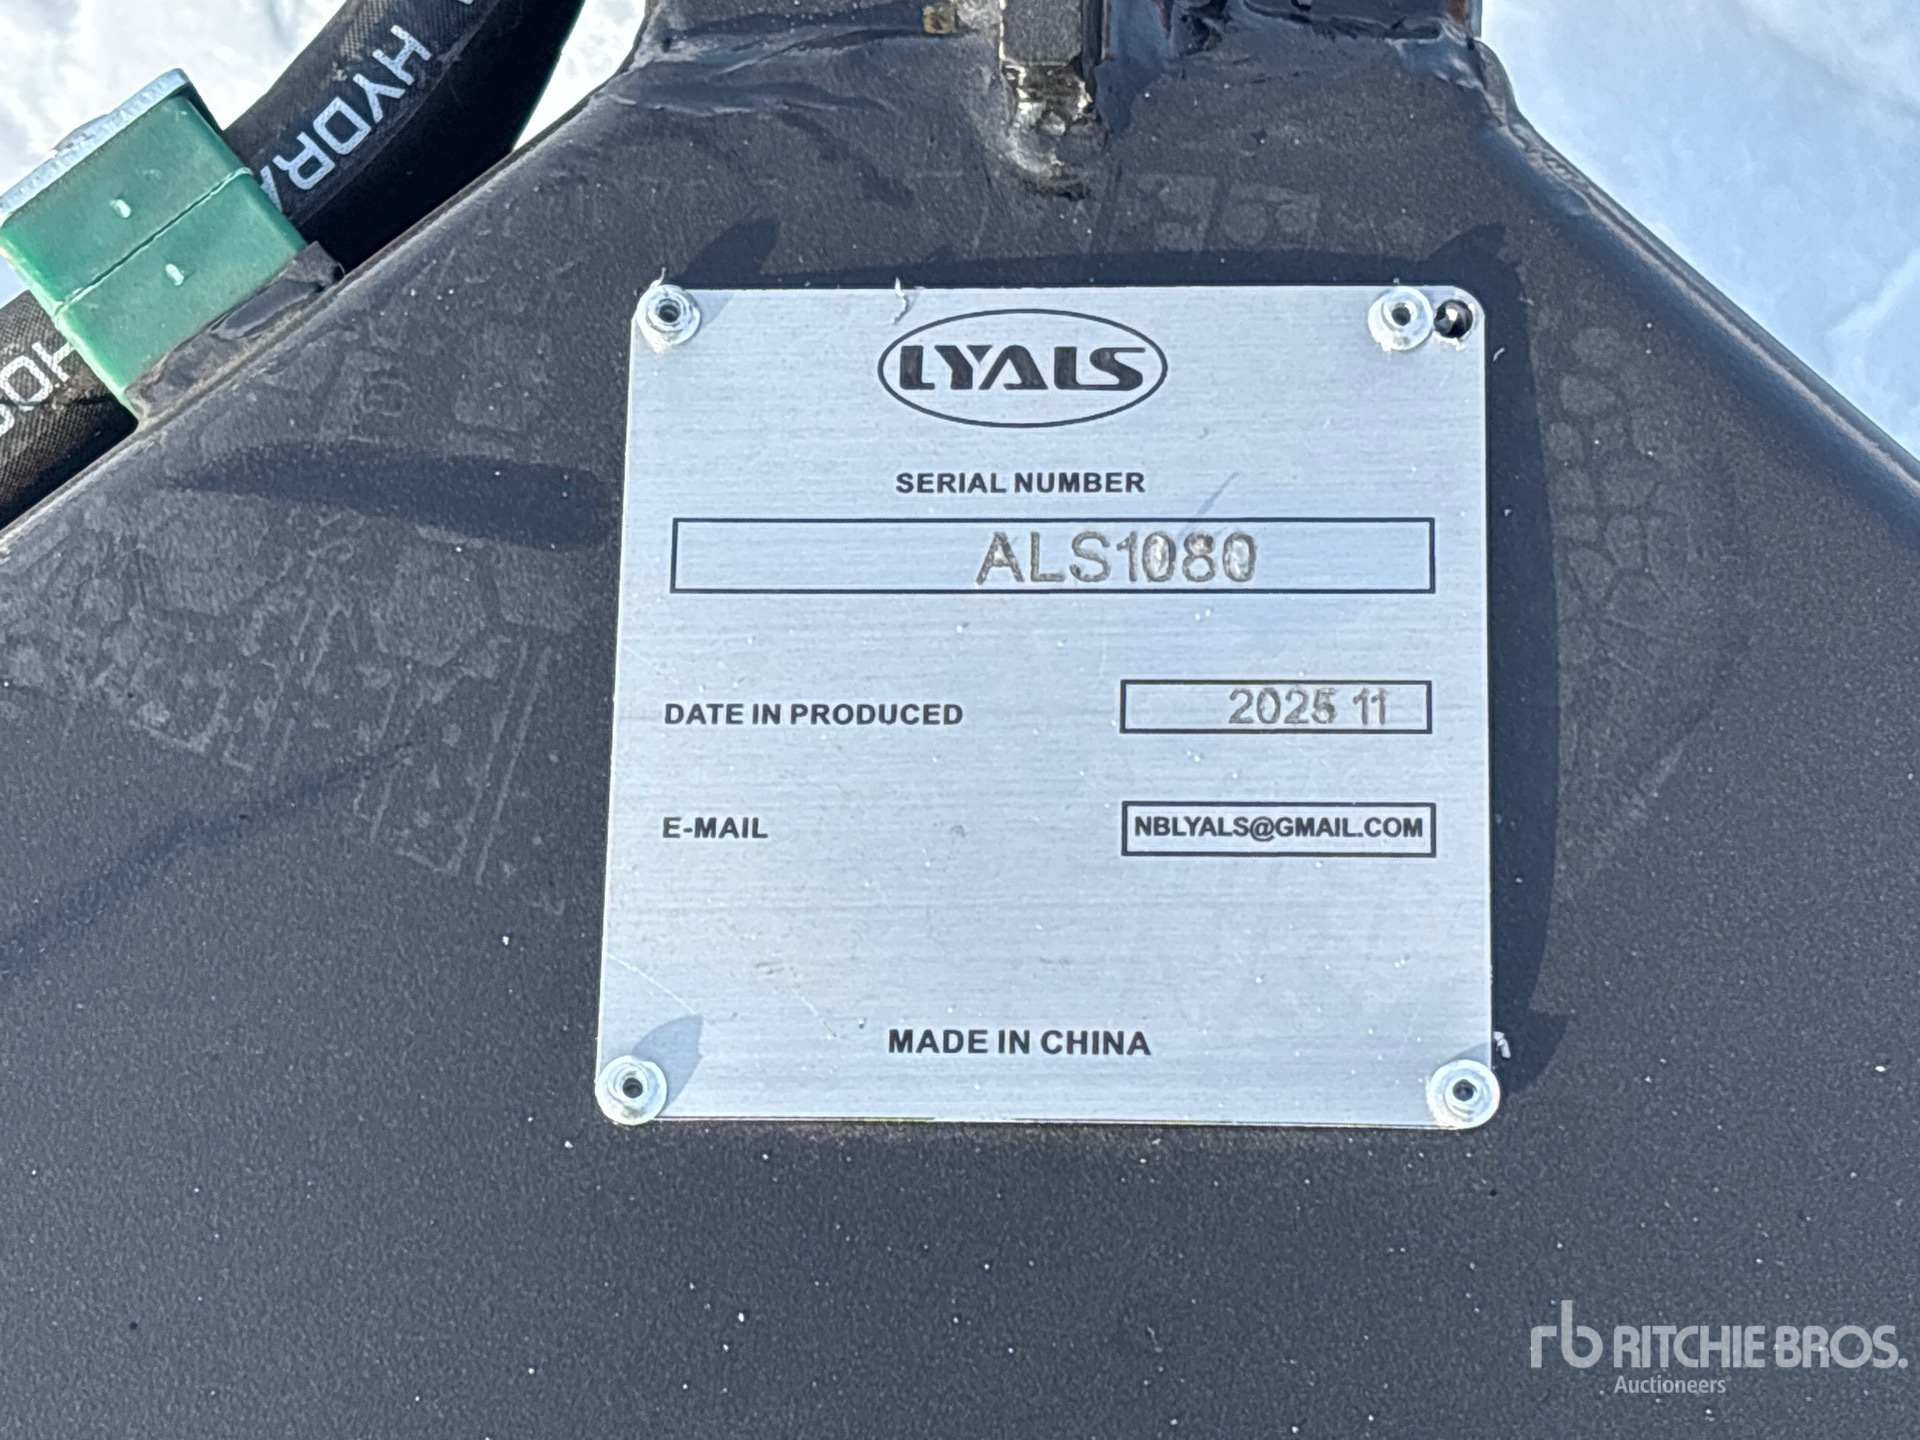 HYDRA
HOS
LYALS
SERIAL NUMBER
ALS1080
DATE IN PRODUCED
2025 11
E-MAIL
NBLYALS@GMAIL.COM
MADE IN CHINA
rb RITCHIE BROS.
Auctioneers